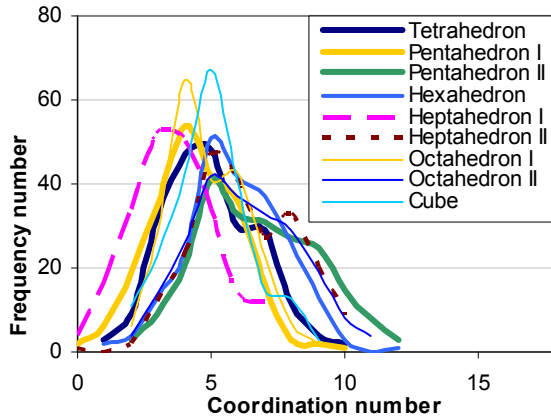 80
60
40
20
0
0
5
10
15
Frequency number
Coordination number
Tetrahedron
Pentahedron I
Pentahedron II
Hexahedron
Heptahedron I
Heptahedron II
Octahedron I
Octahedron II
Cube